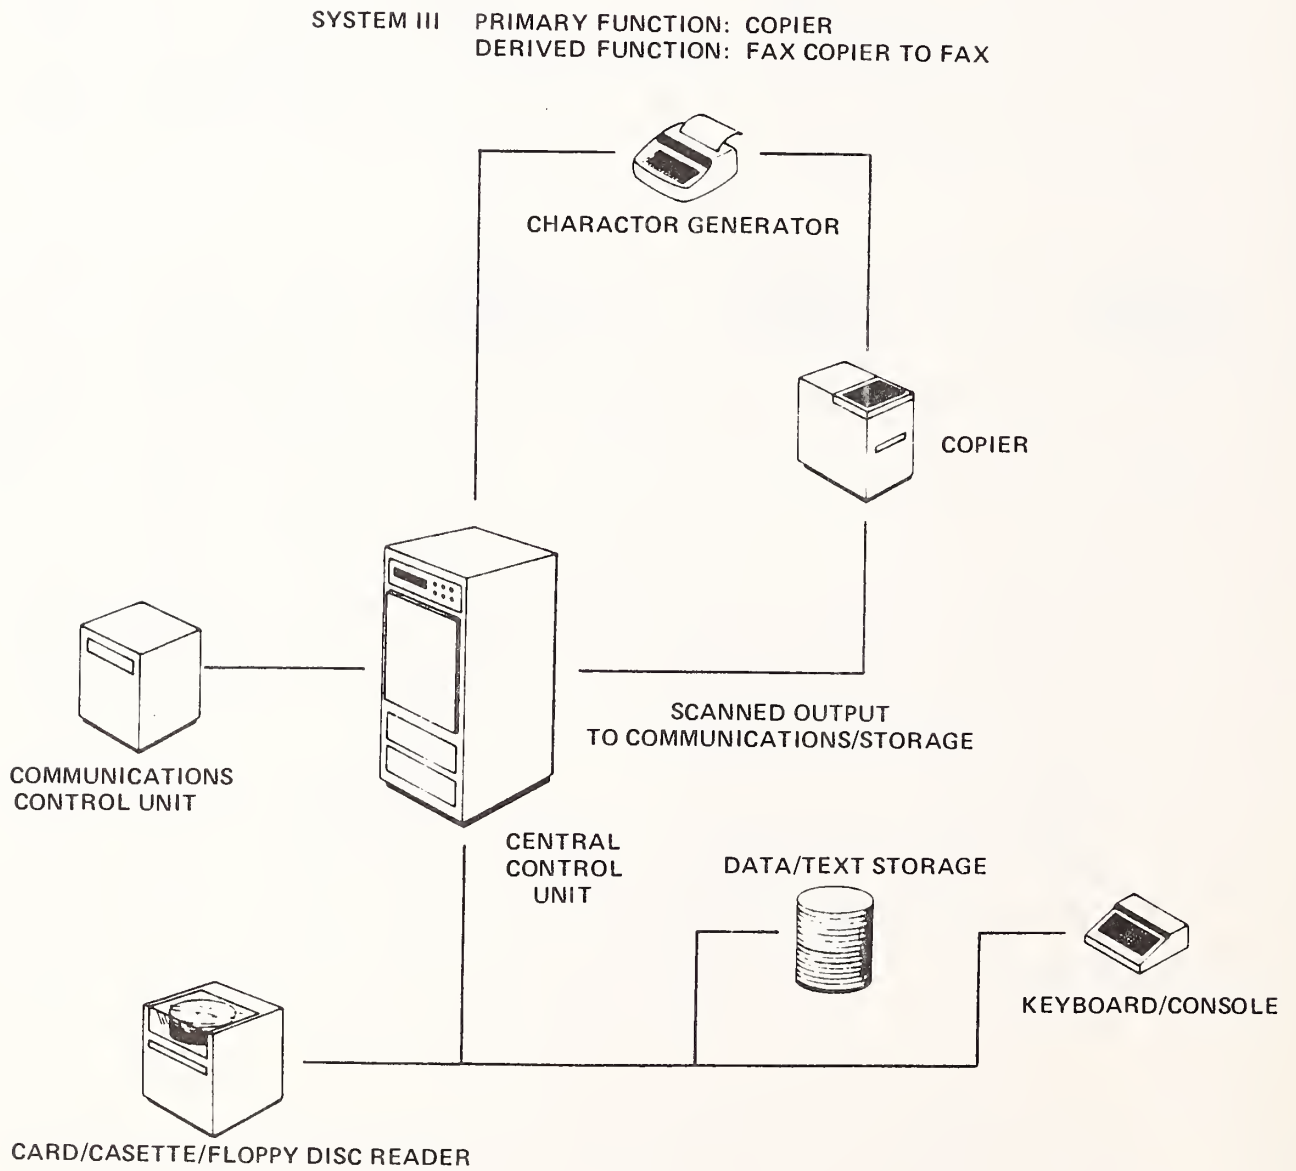 SYSTEM III PRIMARY FUNCTION: COPIER
DERIVED FUNCTION: FAX COPIER TO FAX
CHARACTOR GENERATOR
COPIER
SCANNED OUTPUT
TO COMMUNICATIONS/STORAGE
COMMUNICATIONS
CONTROL UNIT
CENTRAL
CONTROL
UNIT
DATA/TEXT STORAGE
KEYBOARD/CONSOLE
CARD/CASETTE/FLOPPY DISC READER